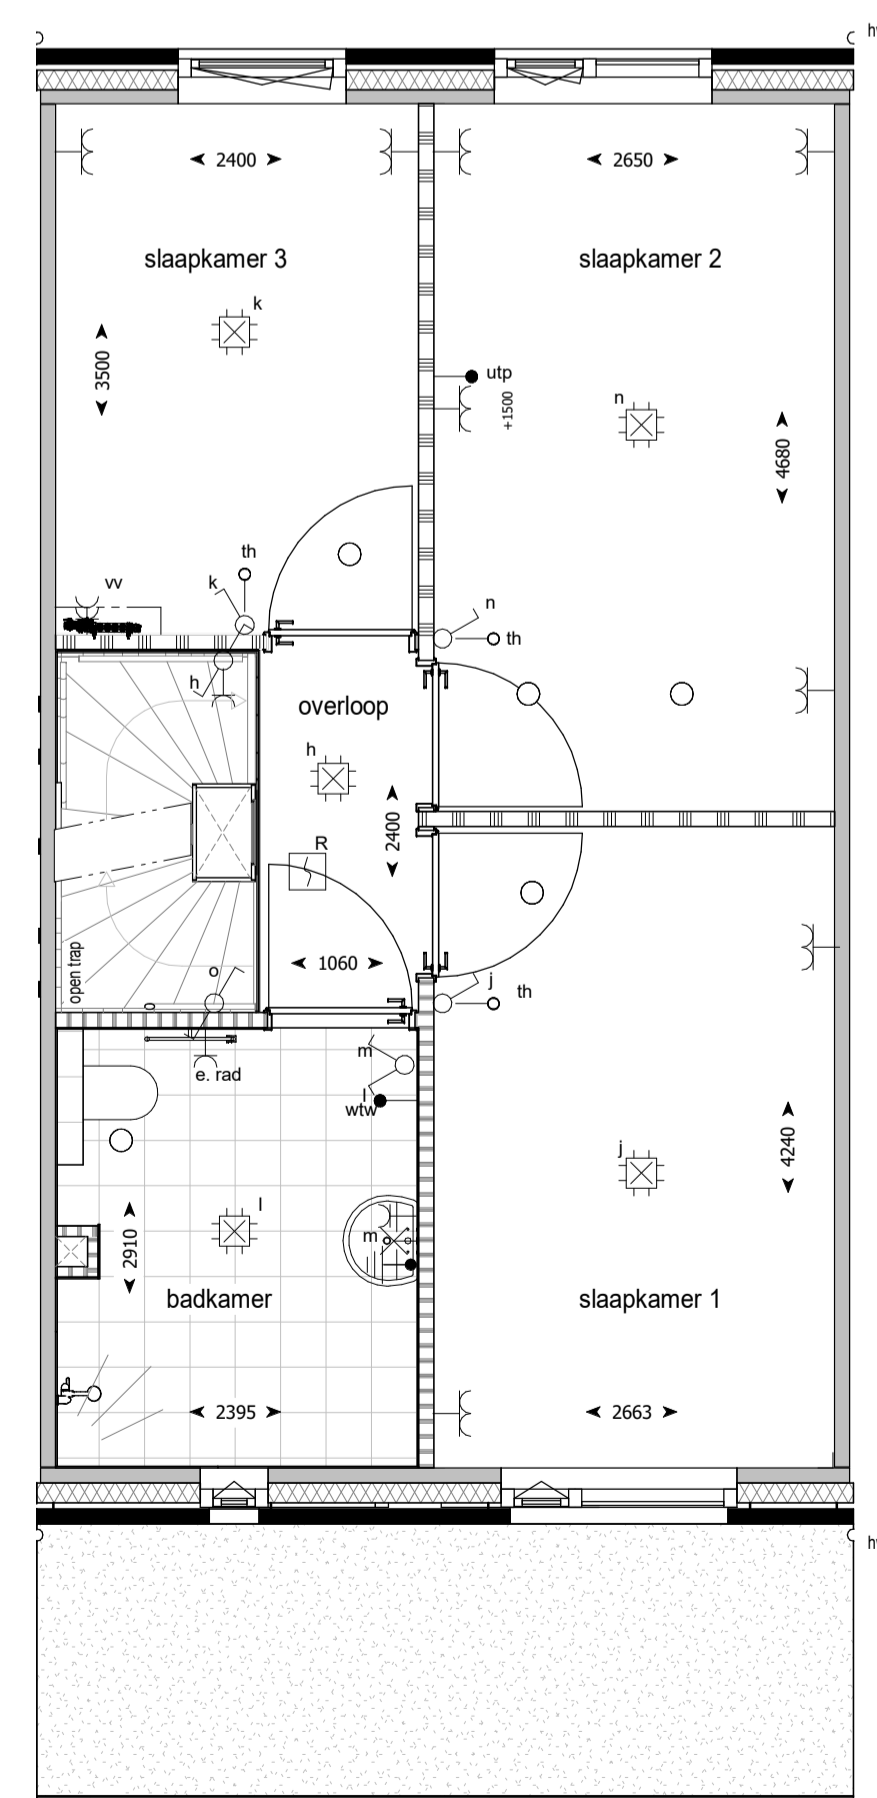 hv
2400
2650
slaapkamer 3
slaapkamer 2
k
3500
utp
+1500
n
4680
th
k
vv
n
th
h
overloop
h
2400
R
1060
open trap
o
j
th
m
e. rad
l
wtw
j
4240
l
m
2910
badkamer
slaapkamer 1
2395
2663